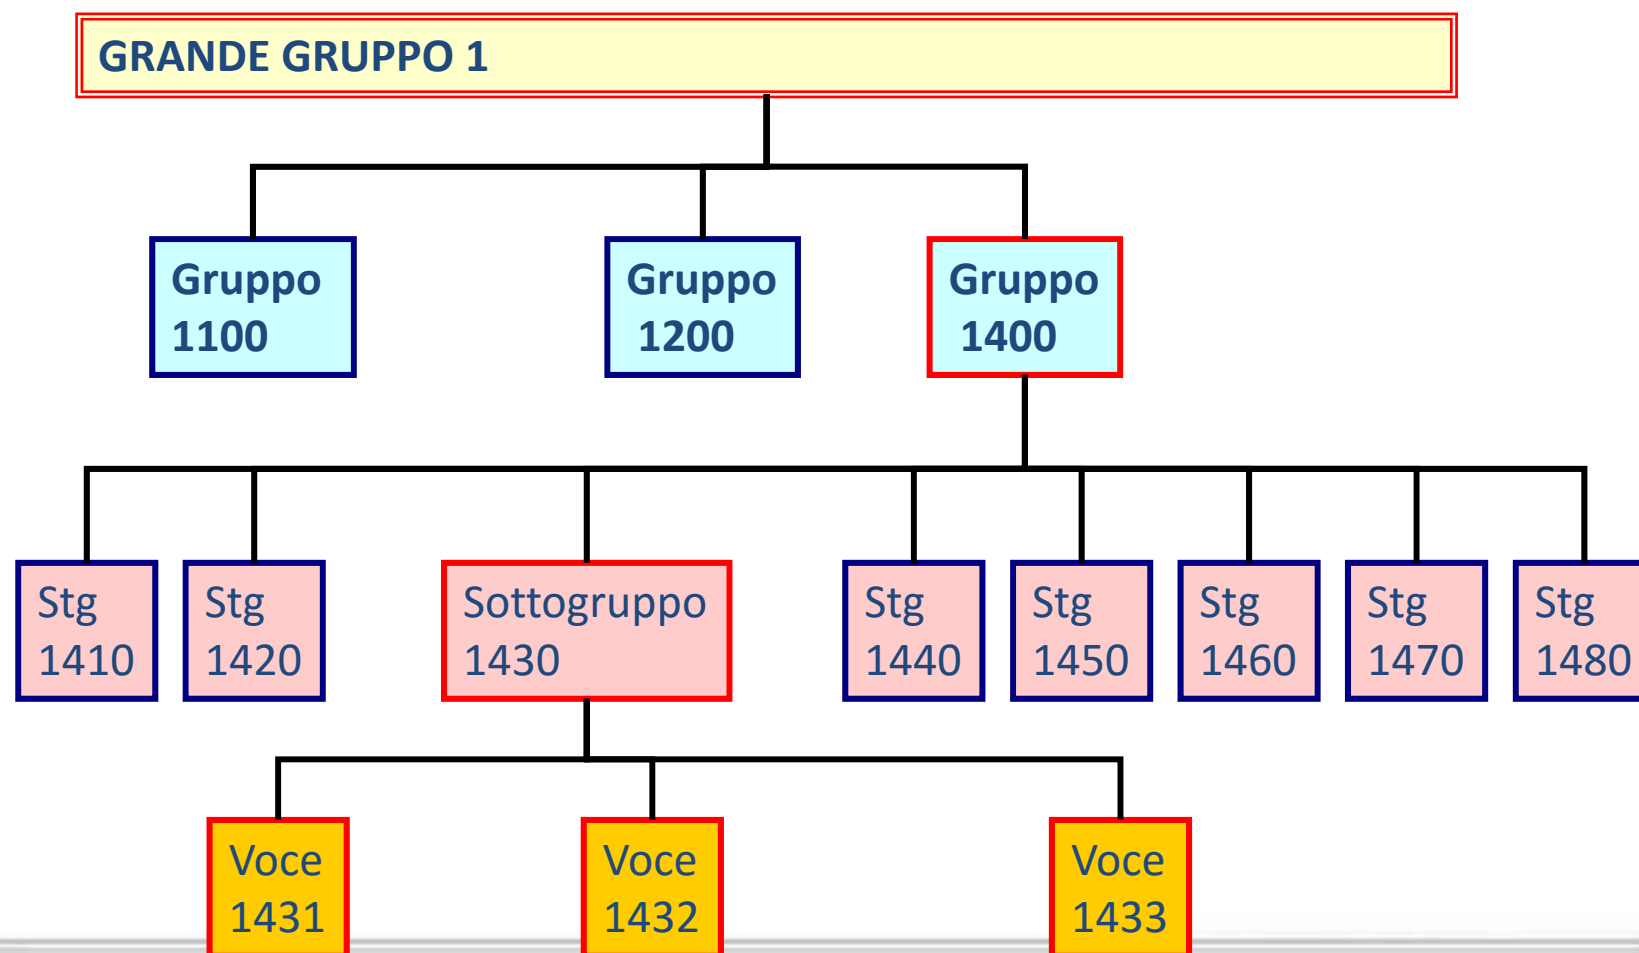 GRANDE GRUPPO 1
Gruppo
1100
Gruppo
1200
Gruppo
1400
Stg
1410
Stg
1420
Sottogruppo
1430
Stg
1440
Stg
1450
Stg
1460
Stg
1470
Stg
1480
Voce
1431
Voce
1432
Voce
1433